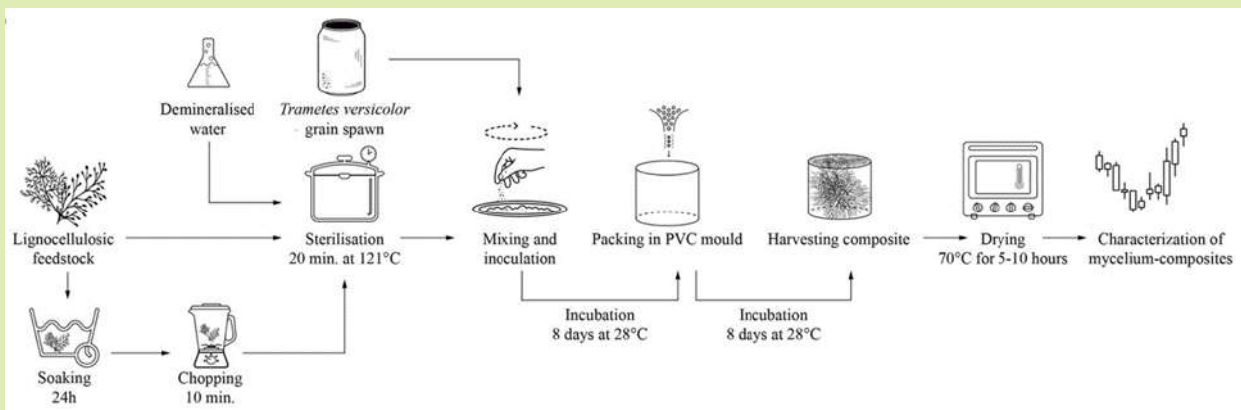 Demineralised
water
Trametes versicolor
grain spawn
Lignocellulosic
feedstock
Sterilisation
20 min. at 121°C
Mixing and
inoculation
Packing in PVC mould
Harvesting composite
Drying
70°C for 5-10 hours
Characterization of
mycelium-composites
Incubation
8 days at 28°C
Incubation
8 days at 28°C
Soaking
24h
Chopping
10 min.